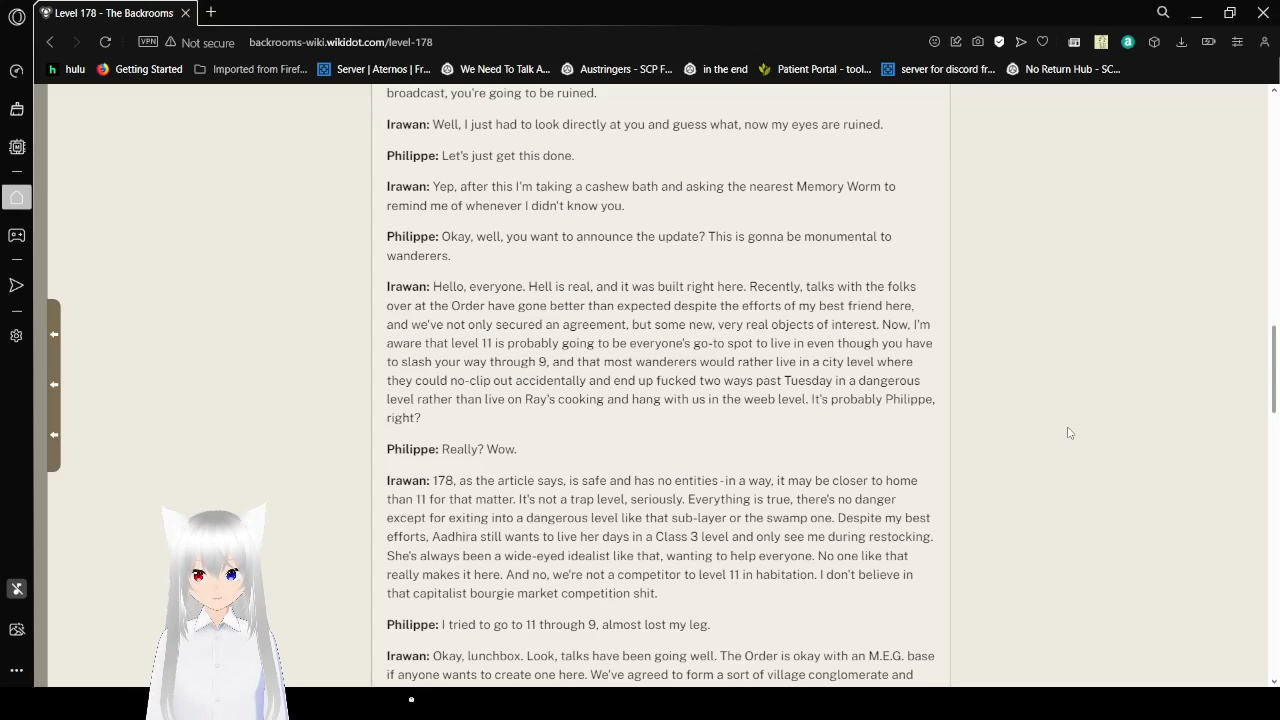 Level 178 - The Backrooms
VPN
Not secure
backrooms-wiki.wikidot.com/level-178
hulu
Getting Started
Imported from Firef...
Server | Aternos | Fr...
We Need To Talk A...
Austringers - SCP F...
in the end
Patient Portal - tool...
server for discord fr...
No Return Hub - SC...
broadcast, you're going to be ruined.
Irawan: Well, I just had to look directly at you and guess what, now my eyes are ruined.
Philippe: Let's just get this done.
Irawan: Yep, after this I'm taking a cashew bath and asking the nearest Memory Worm to
remind me of whenever I didn't know you.
Philippe: Okay, well, you want to announce the update? This is gonna be monumental to
wanderers.
Irawan: Hello, everyone. Hell is real, and it was built right here. Recently, talks with the folks
over at the Order have gone better than expected despite the efforts of my best friend here,
and we've not only secured an agreement, but some new, very real objects of interest. Now, I'm
aware that level 11 is probably going to be everyone's go-to spot to live in even though you have
to slash your way through 9, and that most wanderers would rather live in a city level where
they could no-clip out accidentally and end up fucked two ways past Tuesday in a dangerous
level rather than live on Ray's cooking and hang with us in the weeb level. It's probably Philippe,
right?
Philippe: Really? Wow.
Irawan: 178, as the article says, is safe and has no entities - in a way, it may be closer to home
than 11 for that matter. It's not a trap level, seriously. Everything is true, there's no danger
except for exiting into a dangerous level like that sub-layer or the swamp one. Despite my best
efforts, Aadhira still wants to live her days in a Class 3 level and only see me during restocking.
She's always been a wide-eyed idealist like that, wanting to help everyone. No one like that
really makes it here. And no, we're not a competitor to level 11 in habitation. I don't believe in
that capitalist bourgie market competition shit.
Philippe: I tried to go to 11 through 9, almost lost my leg.
Irawan: Okay, lunchbox. Look, talks have been going well. The Order is okay with an M.E.G. base
if anyone wants to create one here. We've agreed to form a sort of village conglomerate and